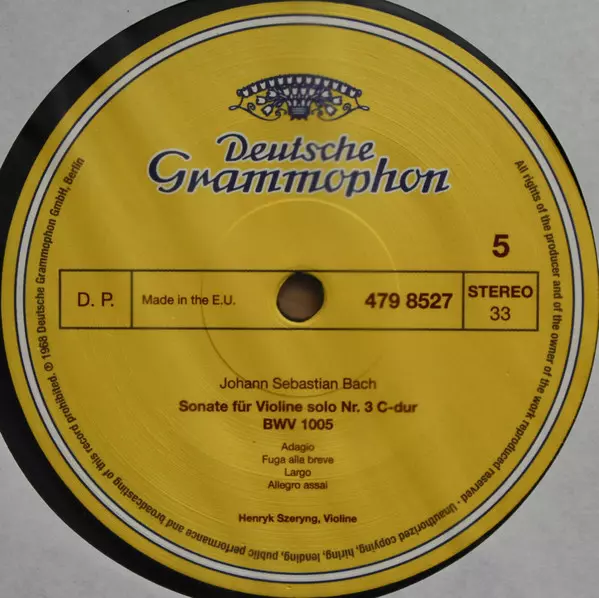 Deutsche
Grammophon
5
D. P.
Made in the E.U.
479 8527
STEREO
33
Johann Sebastian Bach
Sonate für Violine solo Nr. 3 C-dur
BWV 1005
Adagio
Fuga alla breve
Largo
Allegro assai
Henryk Szeryng, Violine
All rights of the producer and of the owner of the work reproduced reserved - Unauthorized copying, hiring, lending, public performance and broadcasting of this record prohibited. ℗ 1968 Deutsche Grammophon GmbH, Berlin